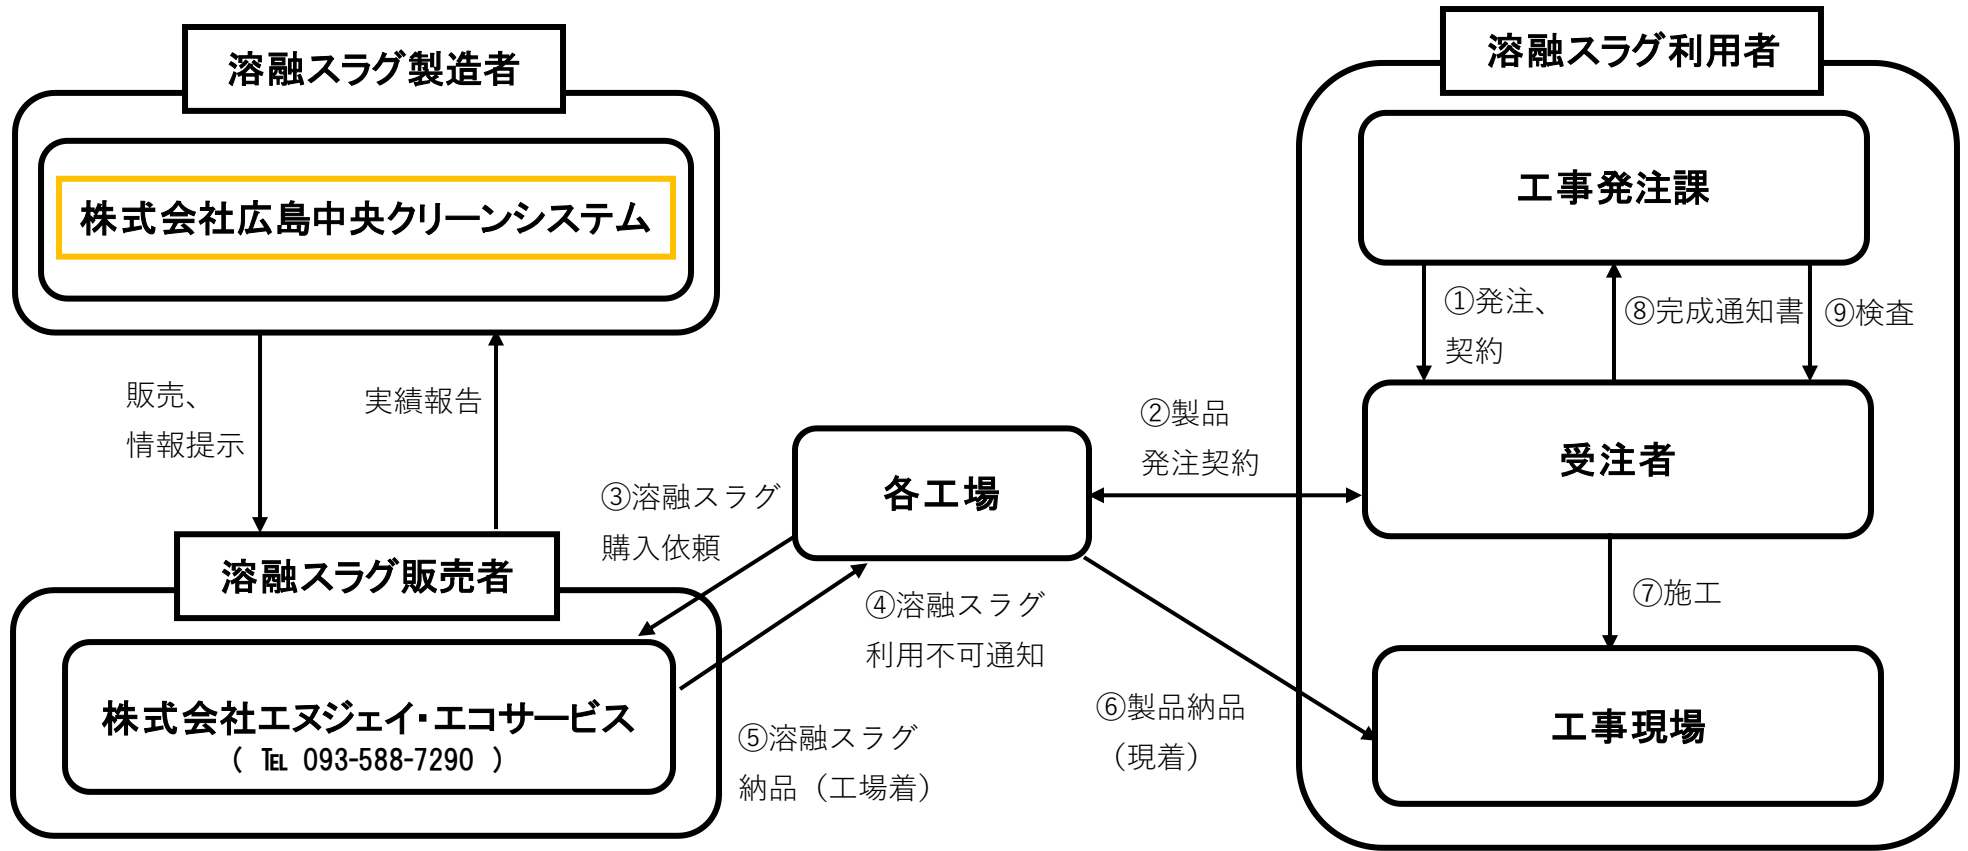 溶融スラグ製造者
株式会社広島中央クリーンシステム
販売、
情報提示
実績報告
溶融スラグ販売者
株式会社エヌジェイ・エコサービス
( ℡ 093-588-7290 )
③溶融スラグ
購入依頼
各工場
④溶融スラグ
利用不可通知
⑤溶融スラグ
納品（工場着）
②製品
発注契約
⑥製品納品
（現着）
溶融スラグ利用者
工事発注課
①発注、
契約
⑧完成通知書
⑨検査
受注者
⑦施工
工事現場